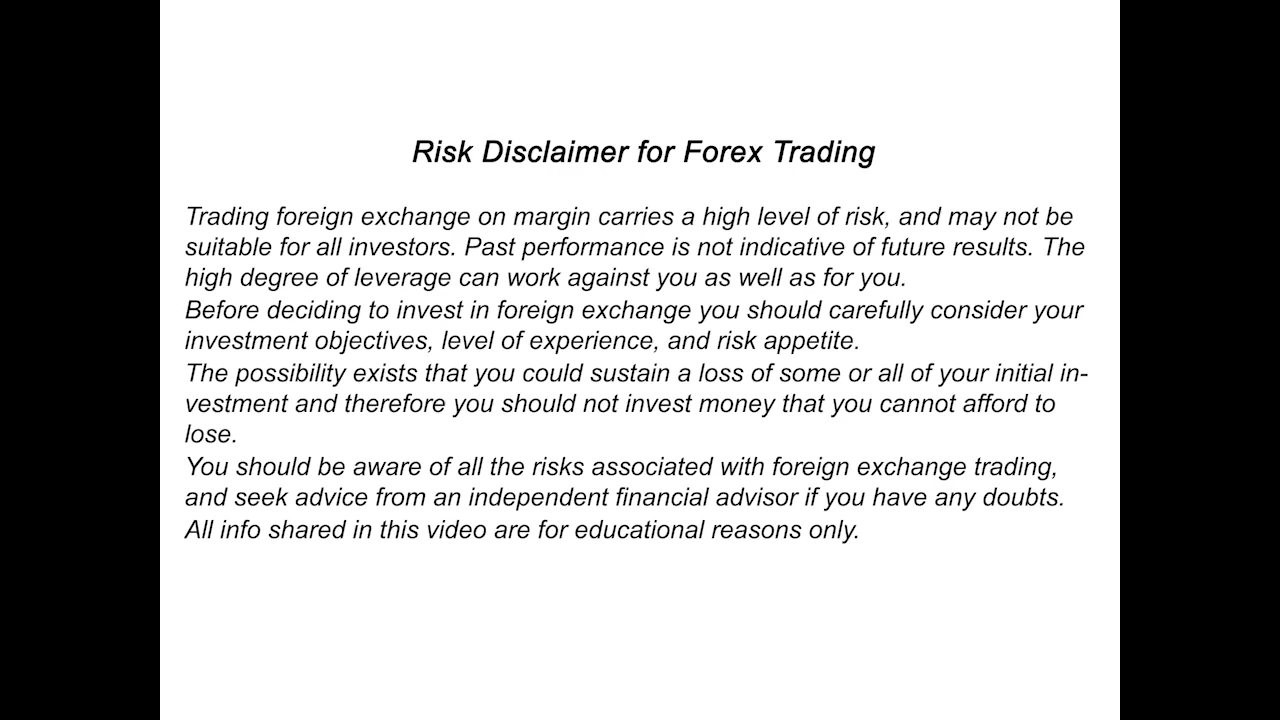 Risk Disclaimer for Forex Trading
Trading foreign exchange on margin carries a high level of risk, and may not be
suitable for all investors. Past performance is not indicative of future results. The
high degree of leverage can work against you as well as for you.
Before deciding to invest in foreign exchange you should carefully consider your
investment objectives, level of experience, and risk appetite.
The possibility exists that you could sustain a loss of some or all of your initial in-
vestment and therefore you should not invest money that you cannot afford to
lose.
You should be aware of all the risks associated with foreign exchange trading,
and seek advice from an independent financial advisor if you have any doubts.
All info shared in this video are for educational reasons only.